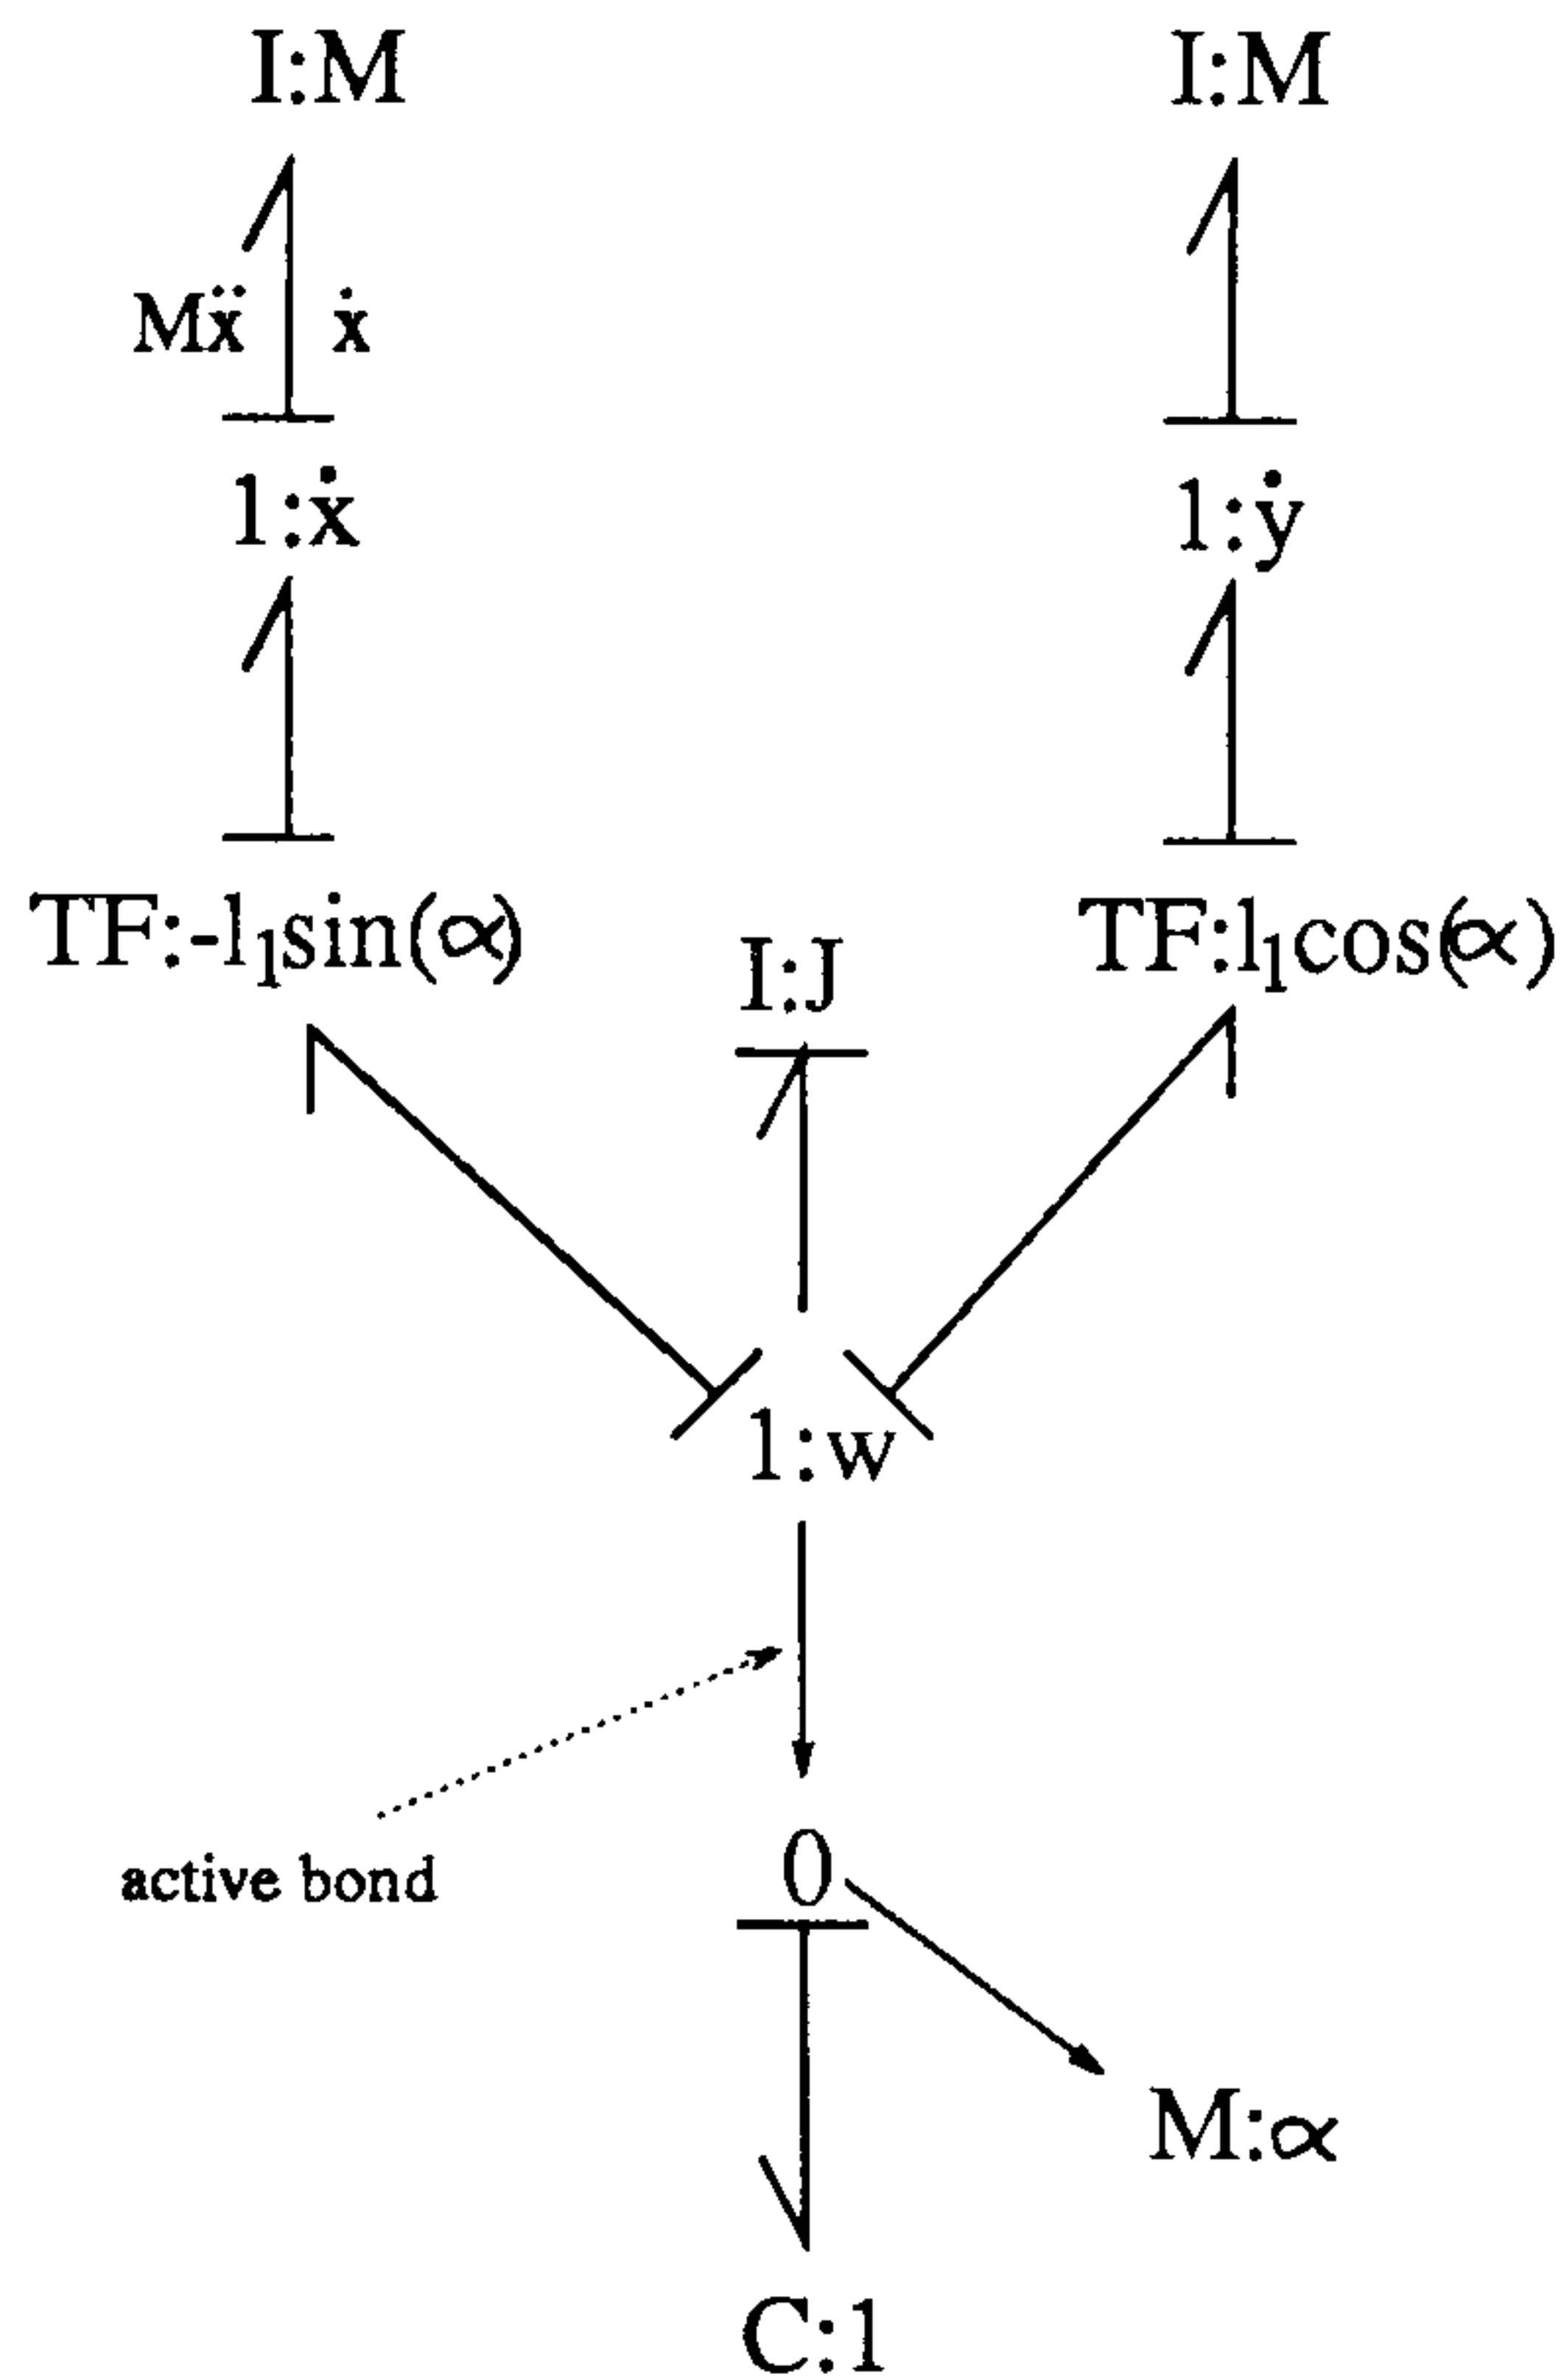 I:M I:M
Mẍ ẋ
1:ẋ 1:ẏ
TF:-l₁sin(α) TF:l₁cos(α)
I:J
1:w
active bond
0
M:α
C:1